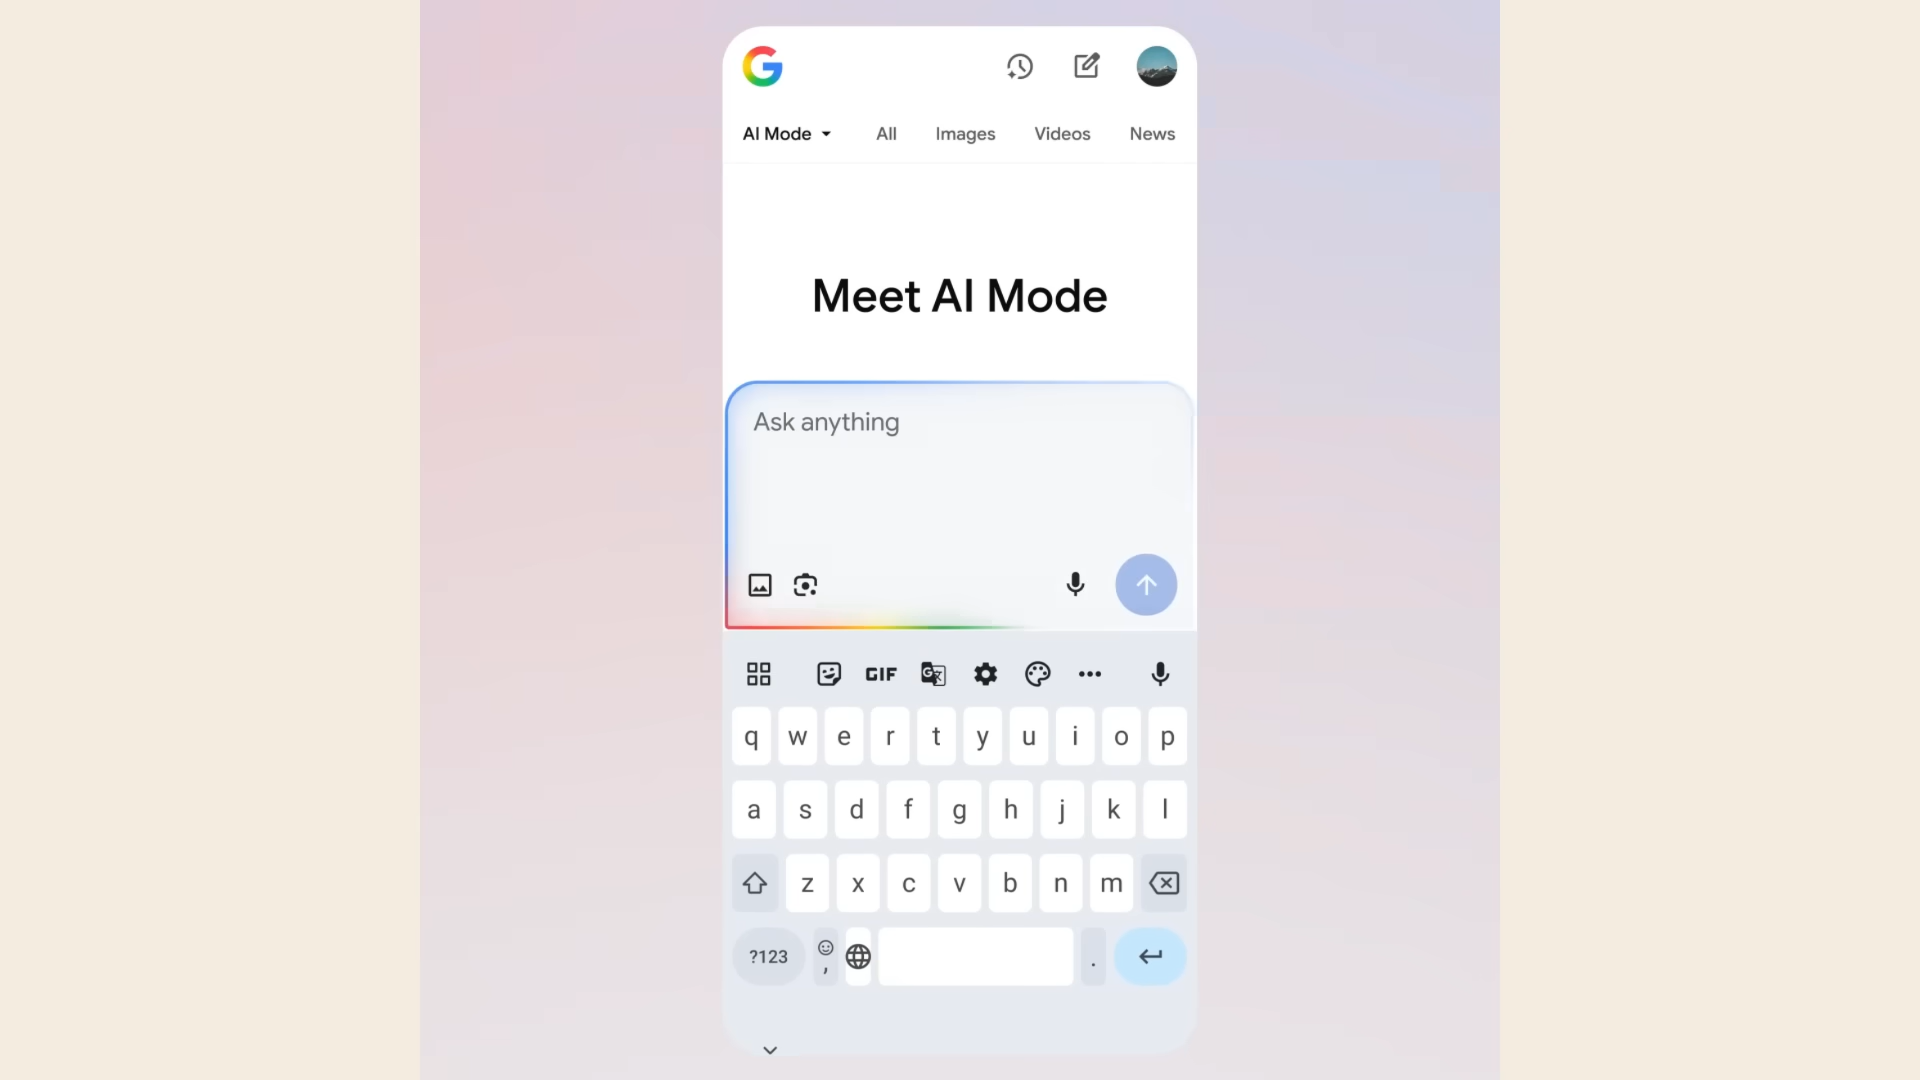 AI Mode All Images Videos News
Meet AI Mode
Ask anything
GIF
q w e r t y u i o p
a s d f g h j k l
z x c v b n m
?123 , .